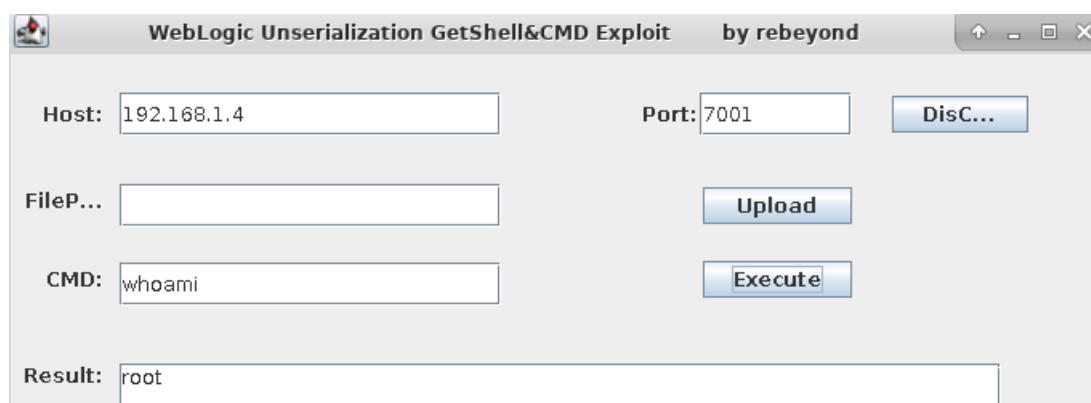 WebLogic Unserialization GetShell&CMD Exploit by rebeyond
Host: 192.168.1.4 Port: 7001 DisC...
FileP... Upload
CMD: whoami Execute
Result: root